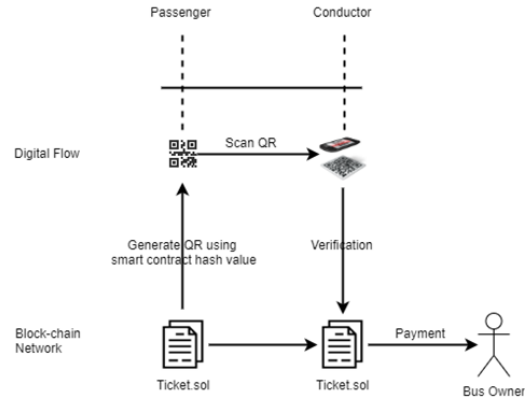 Passenger
Conductor
Digital Flow
Scan QR
Generate QR using
smart contract hash value
Verification
Block-chain
Network
Payment
Ticket.sol
Ticket.sol
Bus Owner